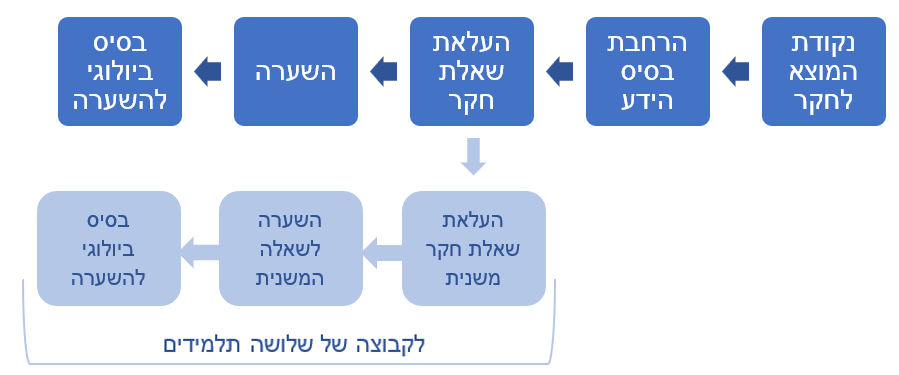 נקודת
המוצא
לחקר
הרחבת
בסיס
הידע
העלאת
שאלת
חקר
השערה
בסיס
ביולוגי
להשערה
העלאת
שאלת חקר
משנית
השערה
לשאלה
המשנית
בסיס
ביולוגי
להשערה
לקבוצה של שלושה תלמידים